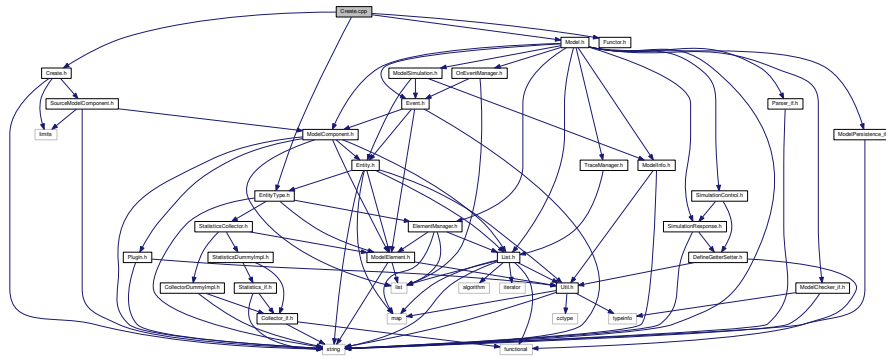 Create.cpp
Model.h
Functor.h
Create.h
ModelSimulation.h
OnEventManager.h
SourceModelComponent.h
Event.h
Parser_if.h
limits
ModelComponent.h
ModelPersistence_if
Entity.h
TraceManager.h
ModelInfo.h
EntityType.h
SimulationControl.h
StatisticsCollector.h
ElementManager.h
SimulationResponse.h
Plugin.h
StatisticsDummyImpl.h
ModelElement.h
List.h
DefineGetterSetter.h
CollectorDummyImpl.h
Statistics_if.h
list
algorithm
iterator
Util.h
ModelChecker_if.h
Collector_if.h
map
cctype
typeinfo
string
functional